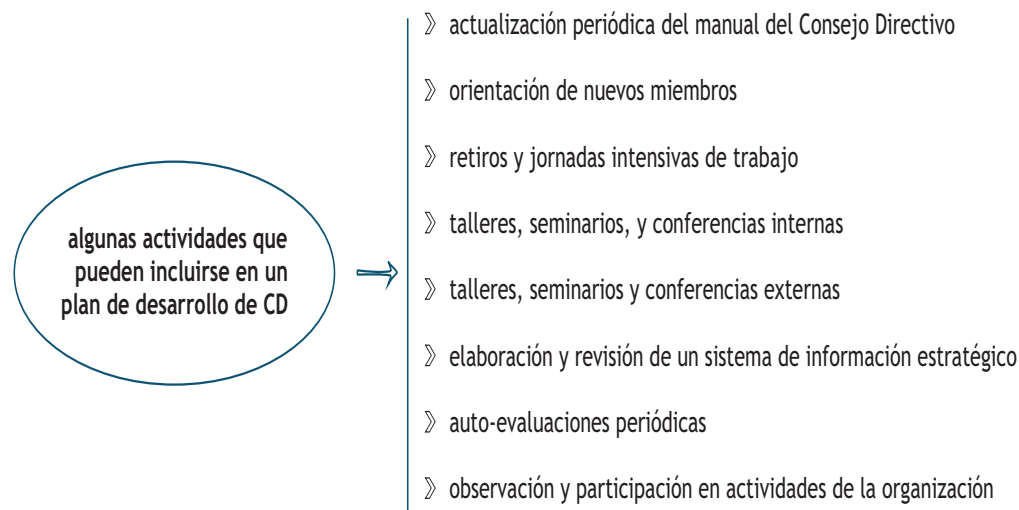 algunas actividades que
pueden incluirse en un
plan de desarrollo de CD
》 actualización periódica del manual del Consejo Directivo
》 orientación de nuevos miembros
》 retiros y jornadas intensivas de trabajo
》 talleres, seminarios, y conferencias internas
》 talleres, seminarios y conferencias externas
》 elaboración y revisión de un sistema de información estratégico
》 auto-evaluaciones periódicas
》 observación y participación en actividades de la organización